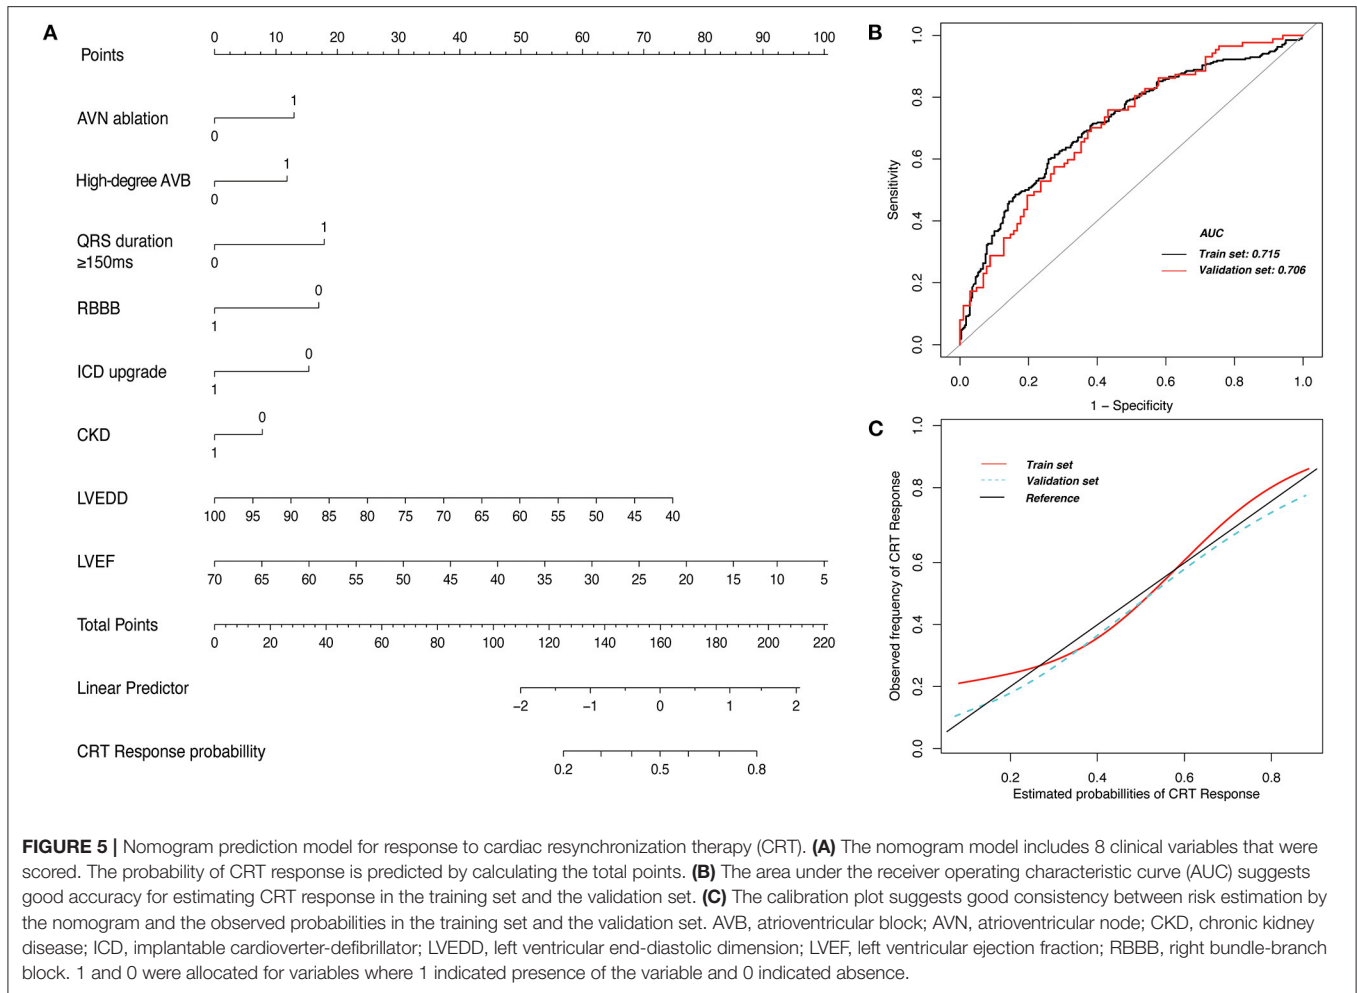 A
Points
0 10 20 30 40 50 60 70 80 90 100
AVN ablation
1
0
High-degree AVB
1
0
QRS duration
≥150ms
1
0
RBBB
0
1
ICD upgrade
0
1
CKD
0
1
LVEDD
100 95 90 85 80 75 70 65 60 55 50 45 40
LVEF
70 65 60 55 50 45 40 35 30 25 20 15 10 5
Total Points
0 20 40 60 80 100 120 140 160 180 200 220
Linear Predictor
−2 −1 0 1 2
CRT Response probabillity
0.2 0.5 0.8
B
Sensitivity
1.0
0.8
0.6
0.4
0.2
0.0
AUC
Train set: 0.715
Validation set: 0.706
0.0 0.2 0.4 0.6 0.8 1.0
1 − Specificity
C
Observed frequency of CRT Response
1.0
0.8
0.6
0.4
0.2
0.0
Train set
Validation set
Reference
0.2 0.4 0.6 0.8
Estimated probabillities of CRT Response
FIGURE 5 | Nomogram prediction model for response to cardiac resynchronization therapy (CRT). (A) The nomogram model includes 8 clinical variables that were
scored. The probability of CRT response is predicted by calculating the total points. (B) The area under the receiver operating characteristic curve (AUC) suggests
good accuracy for estimating CRT response in the training set and the validation set. (C) The calibration plot suggests good consistency between risk estimation by
the nomogram and the observed probabilities in the training set and the validation set. AVB, atrioventricular block; AVN, atrioventricular node; CKD, chronic kidney
disease; ICD, implantable cardioverter-defibrillator; LVEDD, left ventricular end-diastolic dimension; LVEF, left ventricular ejection fraction; RBBB, right bundle-branch
block. 1 and 0 were allocated for variables where 1 indicated presence of the variable and 0 indicated absence.